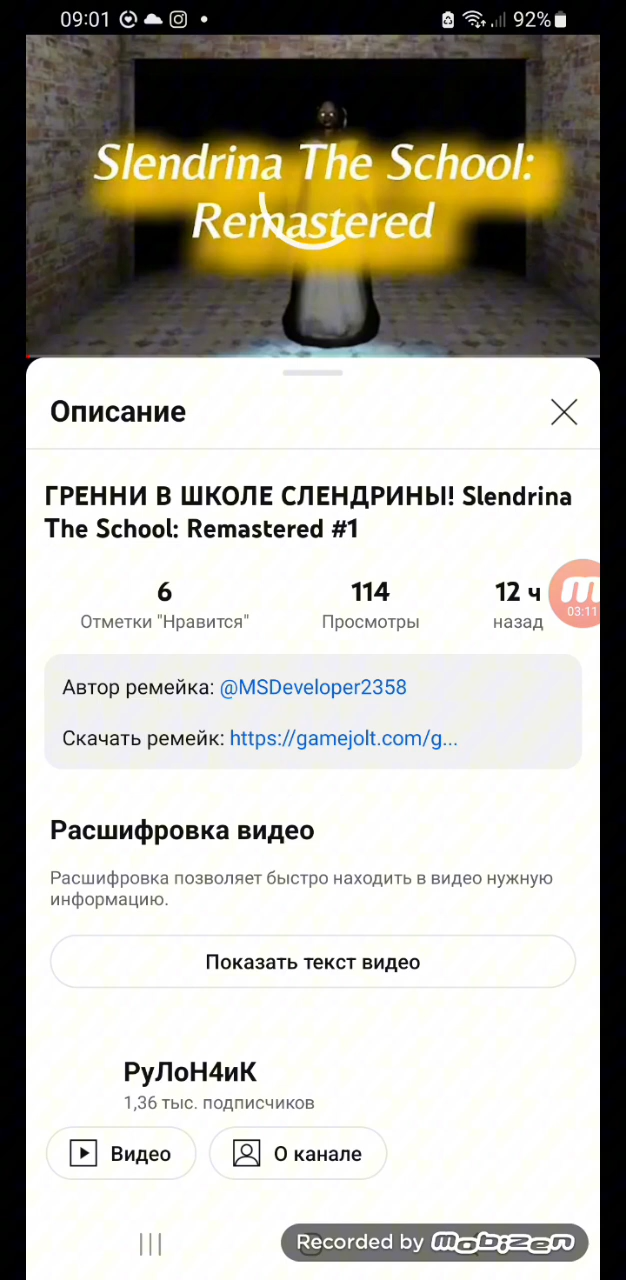 09:01
92%
Slendrina The School:
Remastered
Описание
ГРЕННИ В ШКОЛЕ СЛЕНДРИНЫ! Slendrina
The School: Remastered #1
6
114
12 ч
Отметки "Нравится"
Просмотры
назад
03:11
Автор ремейка: @MSDeveloper2358
Скачать ремейк: https://gamejolt.com/g...
Расшифровка видео
Расшифровка позволяет быстро находить в видео нужную
информацию.
Показать текст видео
РуЛоН4иК
1,36 тыс. подписчиков
Видео
О канале
Recorded by mobizen